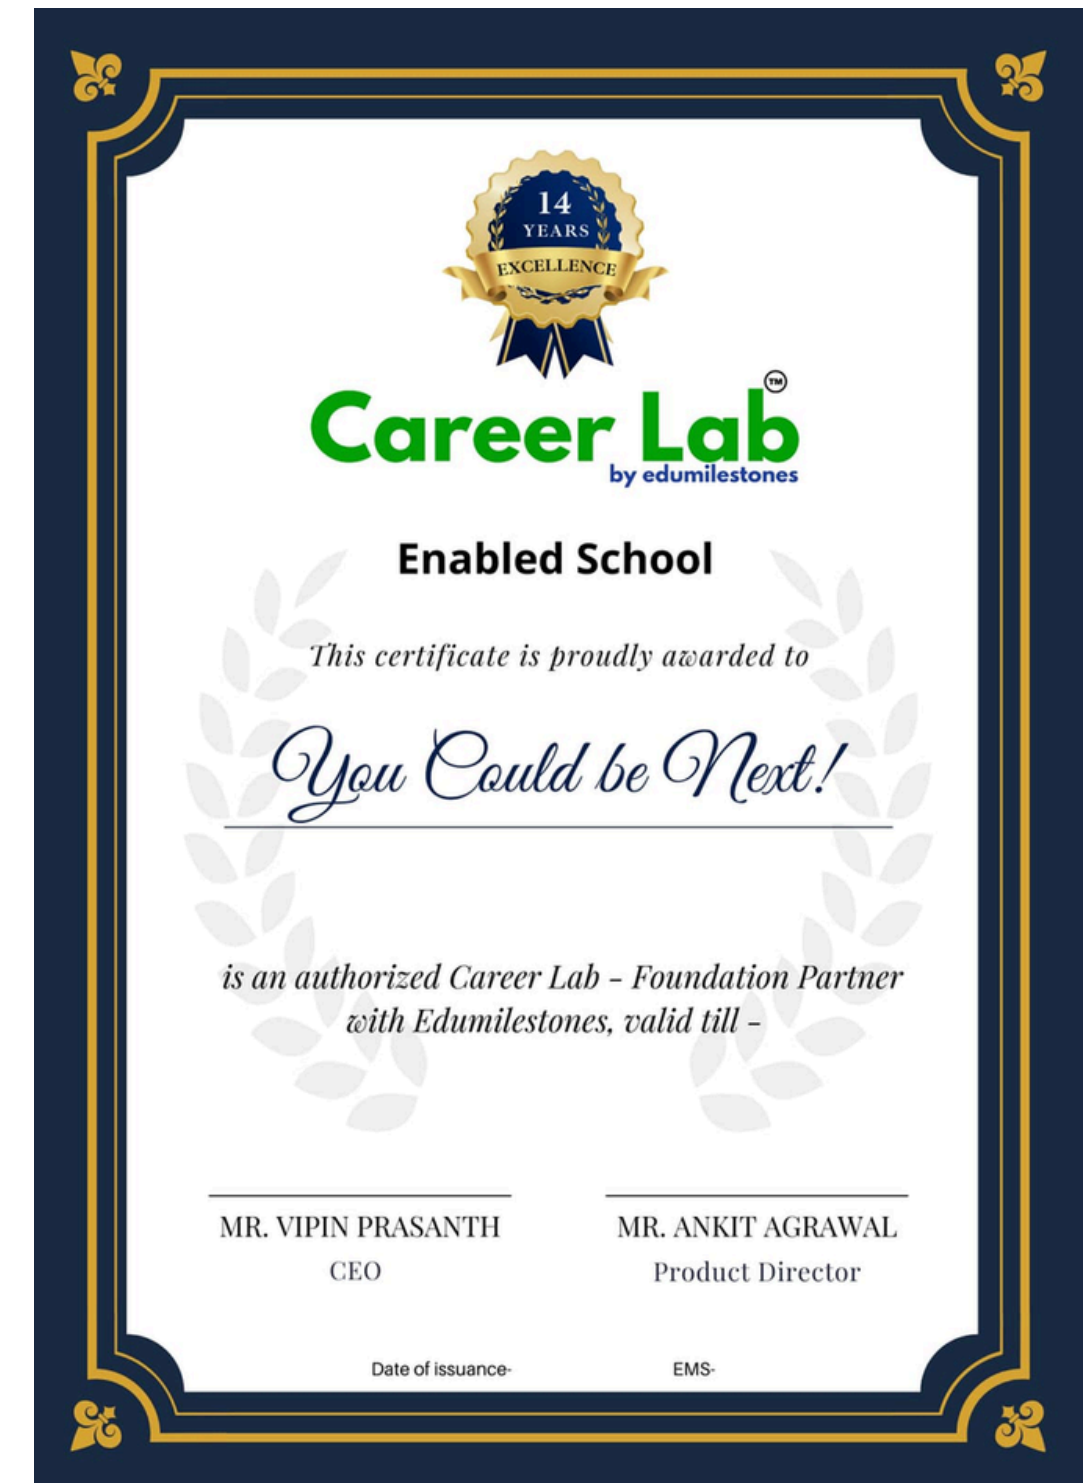 14
YEARS
EXCELLENCE
Career Lab ™
by edumilestones
Enabled School
This certificate is proudly awarded to
You Could be Next!
is an authorized Career Lab - Foundation Partner
with Edumilestones, valid till -
MR. VIPIN PRASANTH
CEO
MR. ANKIT AGRAWAL
Product Director
Date of issuance-
EMS-